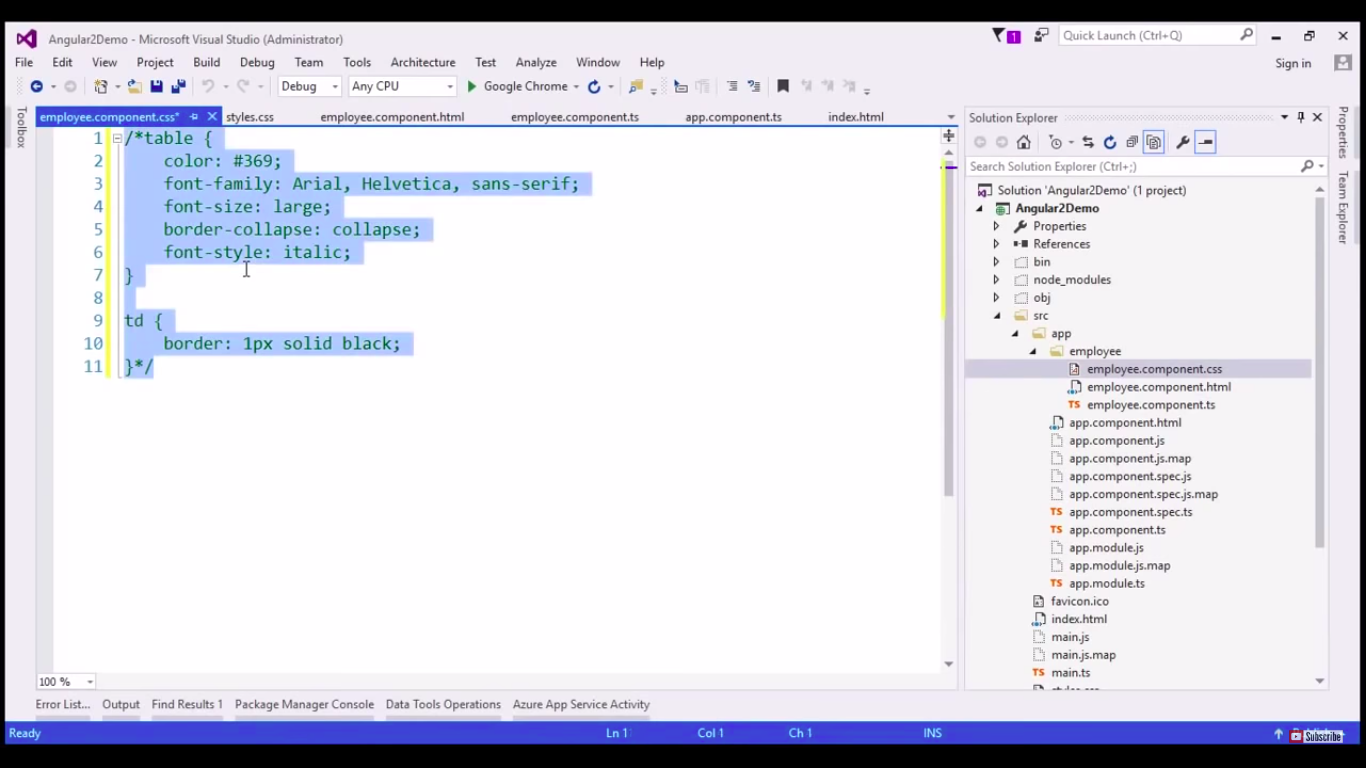 Angular2Demo - Microsoft Visual Studio (Administrator)
1
Quick Launch (Ctrl+Q)
File Edit View Project Build Debug Team Tools Architecture Test Analyze Window Help
Sign in
Debug Any CPU Google Chrome
Toolbox
employee.component.css* styles.css employee.component.html employee.component.ts app.component.ts index.html
1 /*table {
2 color: #369;
3 font-family: Arial, Helvetica, sans-serif;
4 font-size: large;
5 border-collapse: collapse;
6 font-style: italic;
7 }
8
9 td {
10 border: 1px solid black;
11 }*/
100 %
Solution Explorer
Search Solution Explorer (Ctrl+;)
Solution 'Angular2Demo' (1 project)
Angular2Demo
Properties
References
bin
node_modules
obj
src
app
employee
employee.component.css
employee.component.html
employee.component.ts
app.component.html
app.component.js
app.component.js.map
app.component.spec.js
app.component.spec.js.map
app.component.spec.ts
app.component.ts
app.module.js
app.module.js.map
app.module.ts
favicon.ico
index.html
main.js
main.js.map
main.ts
Properties
Team Explorer
Error List... Output Find Results 1 Package Manager Console Data Tools Operations Azure App Service Activity
Ready Ln 1 Col 1 Ch 1 INS
Subscribe